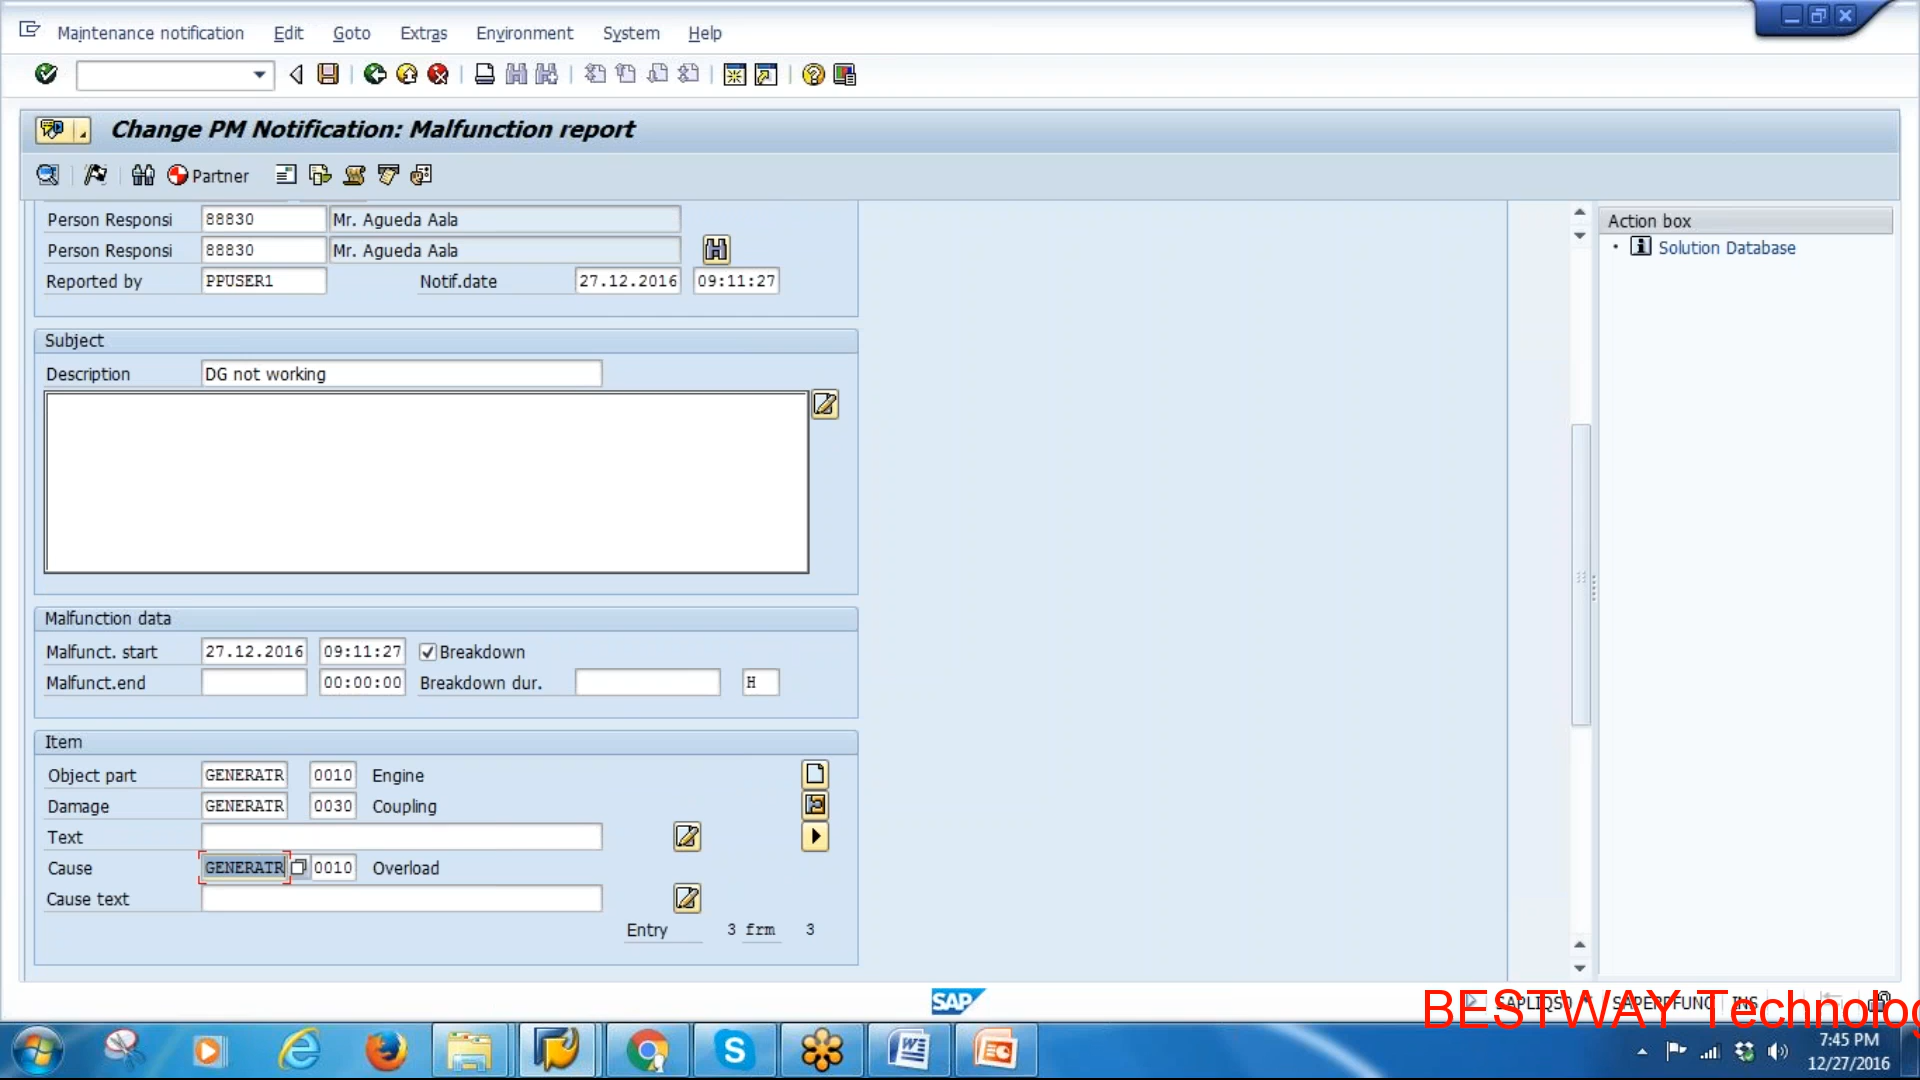 Maintenance notification Edit Goto Extras Environment System Help
Change PM Notification: Malfunction report
Partner
Person Responsi 88830 Mr. Agueda Aala
Person Responsi 88830 Mr. Agueda Aala
Reported by PPUSER1 Notif.date 27.12.2016 09:11:27
Subject
Description DG not working
Malfunction data
Malfunct. start 27.12.2016 09:11:27 Breakdown
Malfunct.end 00:00:00 Breakdown dur. H
Item
Object part GENERATR 0010 Engine
Damage GENERATR 0030 Coupling
Text
Cause GENERATR 0010 Overload
Cause text
Entry 3 frm 3
Action box
Solution Database
SAP
SAPLIQS0 SAPERPFUNC INS
BESTWAY Technolog
7:45 PM
12/27/2016